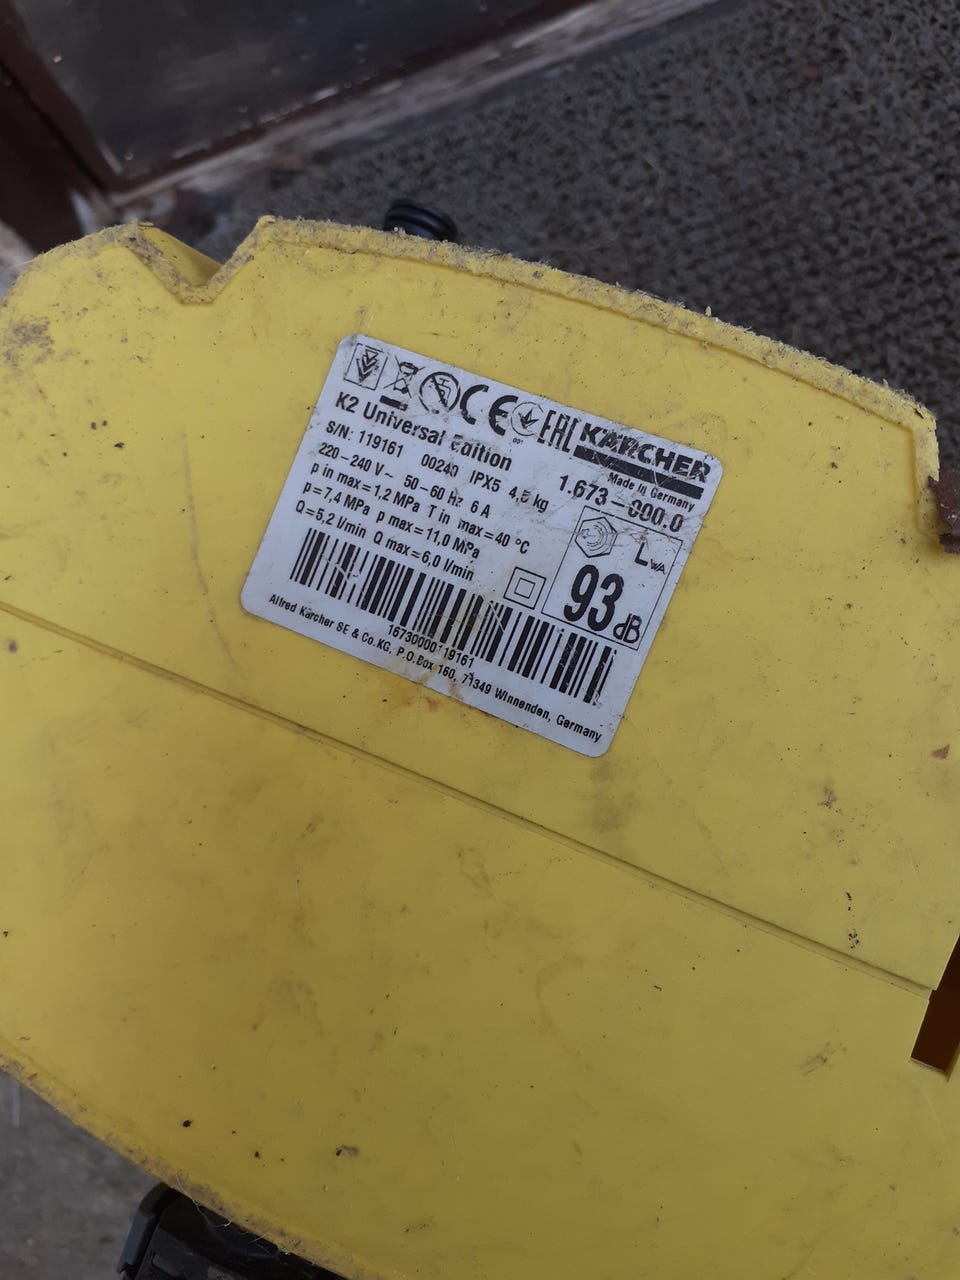 CE EAC KÄRCHER
Made in Germany
K2 Universal Edition 1.673-000.0
S/N: 119161 00240 IPX5 4,5 kg
220-240 V~ 50-60 Hz 6 A
p in max=1,2 MPa T in max=40 °C
p=7,4 MPa p max=11,0 MPa
Q=5,2 l/min Q max=6,0 l/min
LWA
93 dB
16730000119161
Alfred Kärcher SE & Co.KG, P.O.Box 160, 71349 Winnenden, Germany